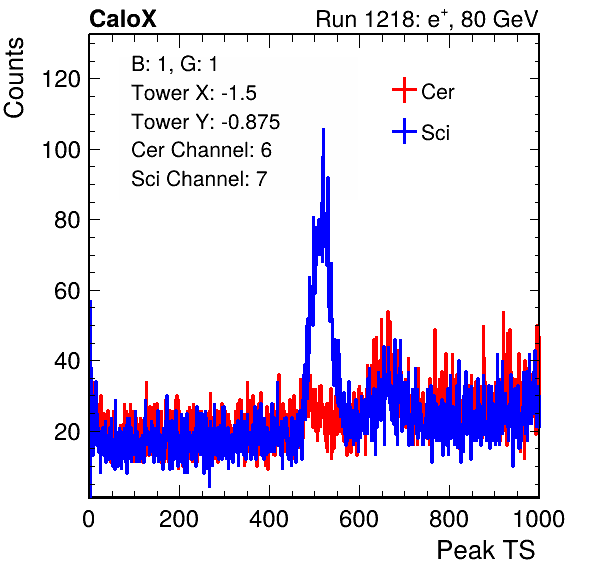 CaloX Run 1218: e⁺, 80 GeV
Counts
B: 1, G: 1
Tower X: -1.5
Tower Y: -0.875
Cer Channel: 6
Sci Channel: 7
Cer
Sci
120
100
80
60
40
20
0 200 400 600 800 1000
Peak TS